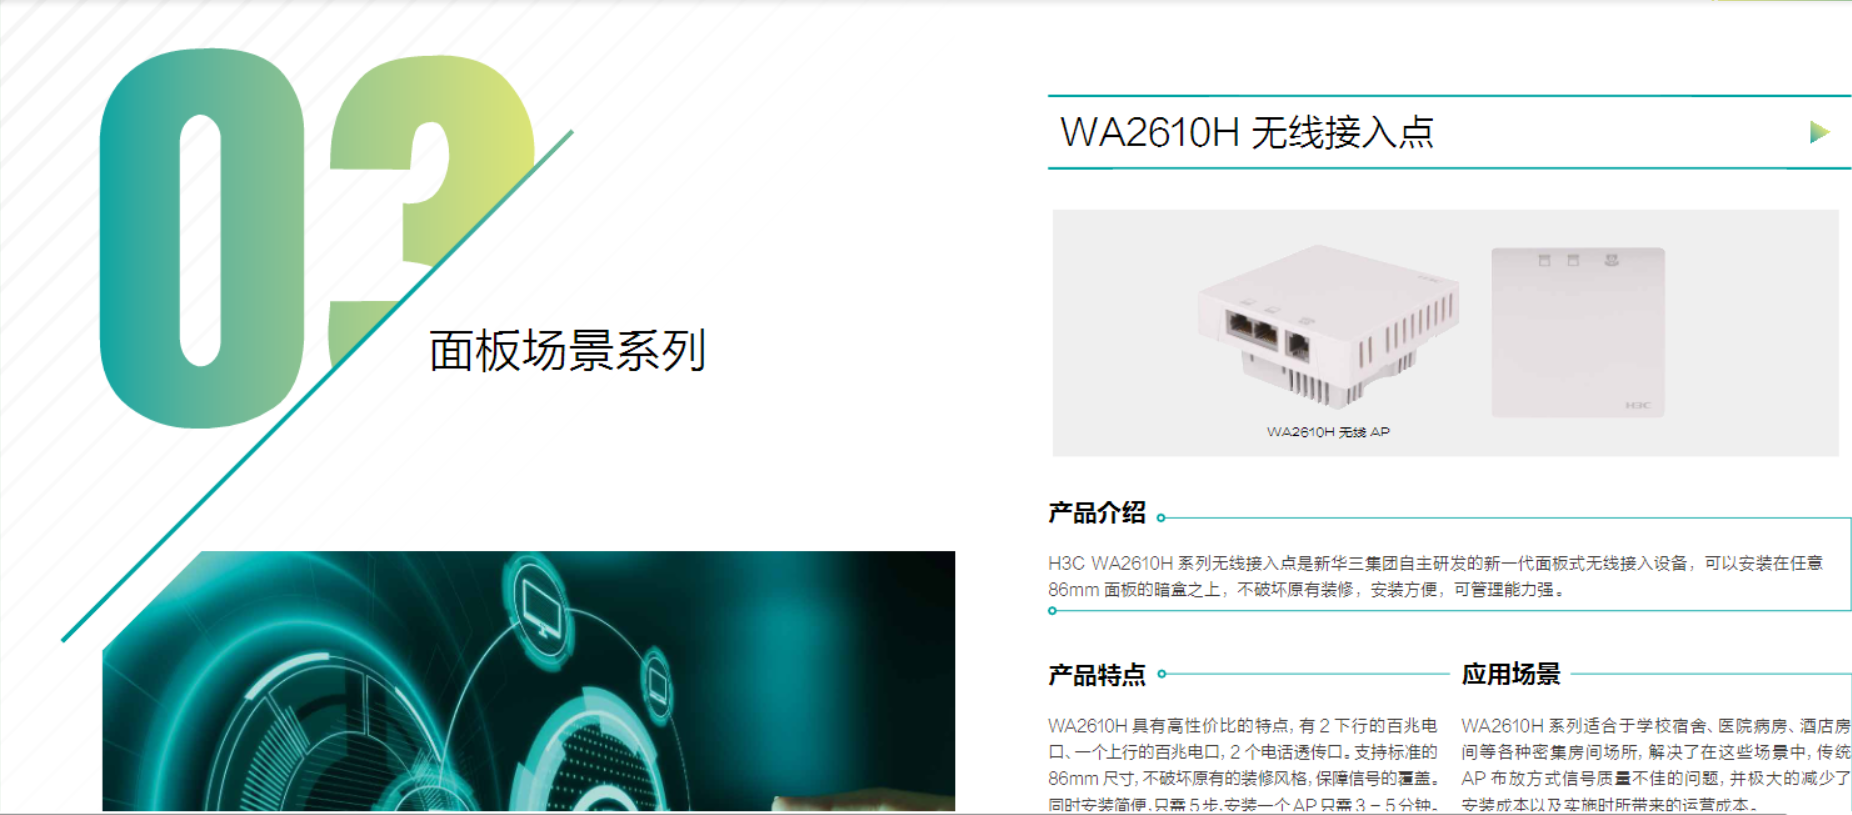 03
面板场景系列
WA2610H 无线接入点
H3C
H3C
WA2610H 无线 AP
产品介绍
H3C WA2610H 系列无线接入点是新华三集团自主研发的新一代面板式无线接入设备，可以安装在任意
86mm 面板的暗盒之上，不破坏原有装修，安装方便，可管理能力强。
产品特点
WA2610H 具有高性价比的特点，有 2 下行的百兆电
口、一个上行的百兆电口，2 个电话透传口。支持标准的
86mm 尺寸，不破坏原有的装修风格，保障信号的覆盖。
同时安装简便，只需 5 步，安装一个 AP 只需 3 – 5 分钟。
应用场景
WA2610H 系列适合于学校宿舍、医院病房、酒店房
间等各种密集房间场所，解决了在这些场景中，传统
AP 布放方式信号质量不佳的问题，并极大的减少了
安装成本以及实施时所带来的运营成本。